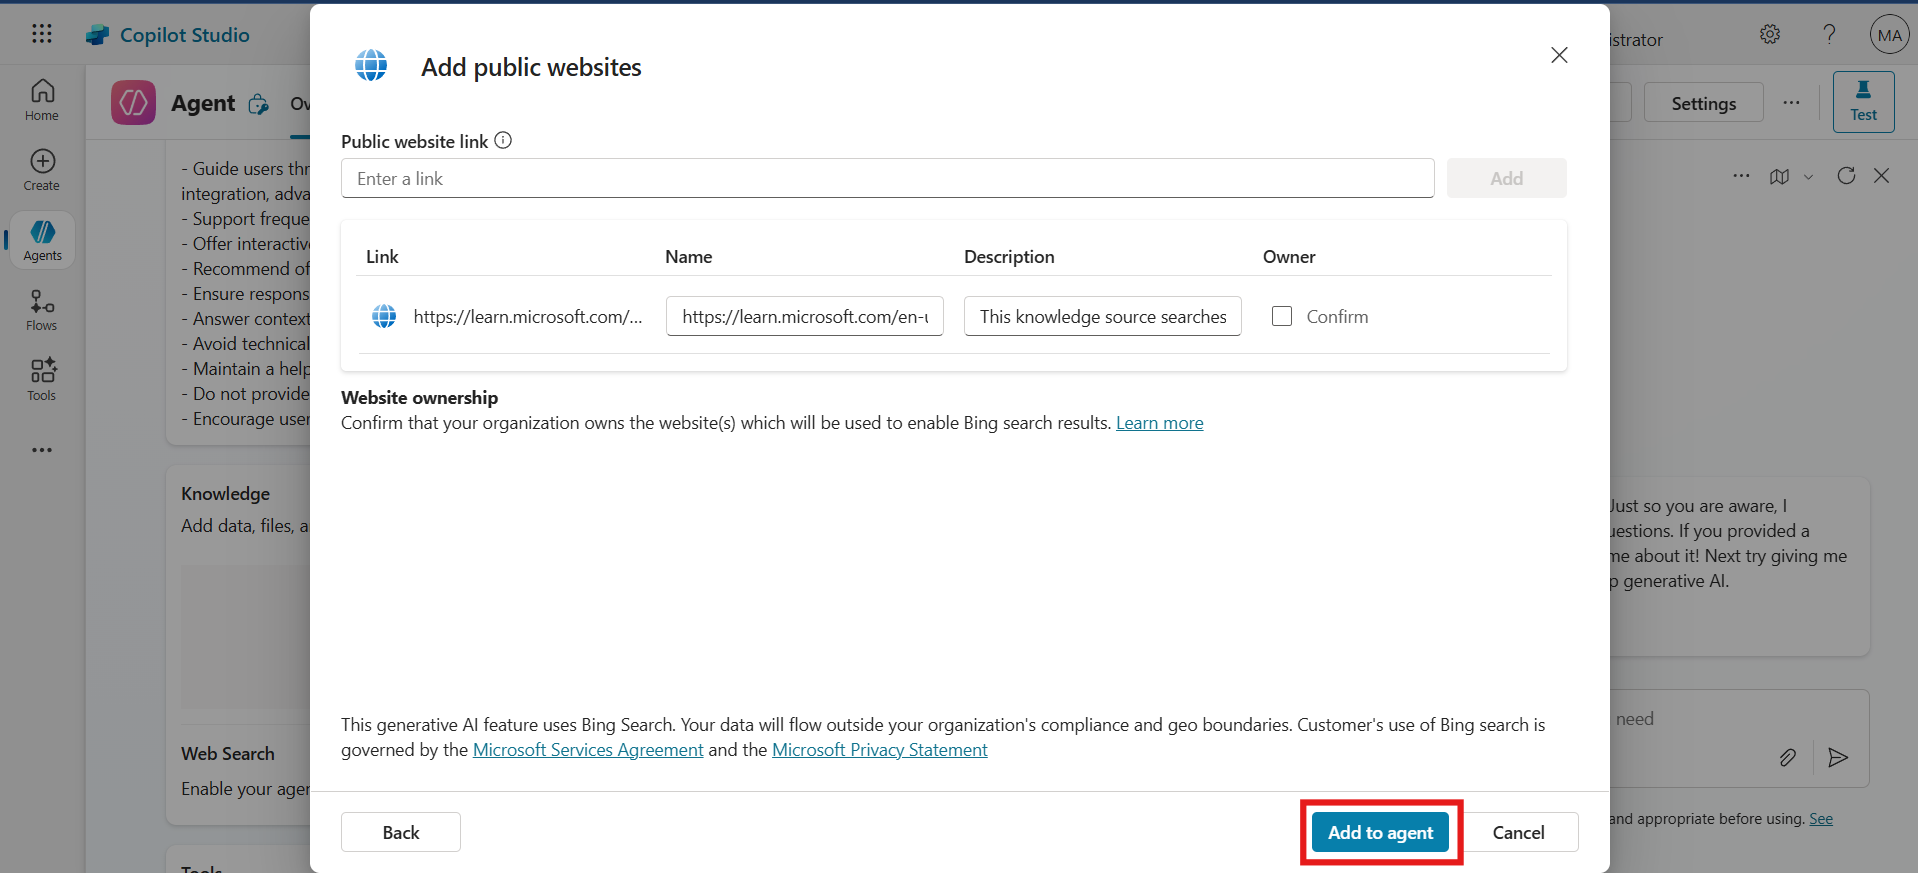 Copilot Studio
istrator
MA
Home
Create
Agents
Flows
Tools
Agent
Ov
Settings
Test
- Guide users thr
integration, adva
- Support freque
- Offer interactive
- Recommend of
- Ensure respons
- Answer context
- Avoid technical
- Maintain a help
- Do not provide
- Encourage user
Knowledge
Add data, files, a
Web Search
Enable your ager
Tools
Add public websites
Public website link
Enter a link
Add
Link Name Description Owner
https://learn.microsoft.com/... https://learn.microsoft.com/en-u This knowledge source searches Confirm
Website ownership
Confirm that your organization owns the website(s) which will be used to enable Bing search results. Learn more
This generative AI feature uses Bing Search. Your data will flow outside your organization's compliance and geo boundaries. Customer's use of Bing search is
governed by the Microsoft Services Agreement and the Microsoft Privacy Statement
Back
Add to agent
Cancel
Just so you are aware, I
uestions. If you provided a
me about it! Next try giving me
p generative AI.
need
and appropriate before using. See